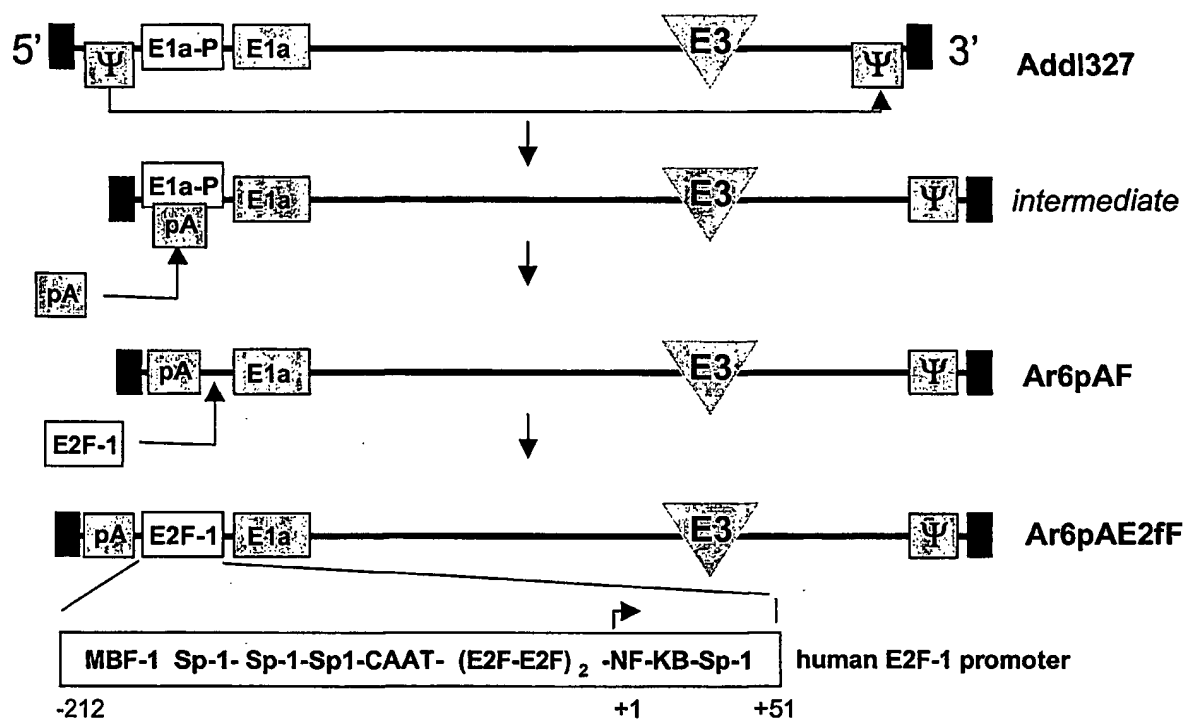 5' Ψ E1a-P E1a E3 Ψ 3' Addl327
E1a-P E1a E3 Ψ intermediate
pA
pA
pA E1a E3 Ψ Ar6pAF
E2F-1
pA E2F-1 E1a E3 Ψ Ar6pAE2fF
MBF-1 Sp-1- Sp-1-Sp1-CAAT- (E2F-E2F) 2 -NF-KB-Sp-1 human E2F-1 promoter
-212 +1 +51